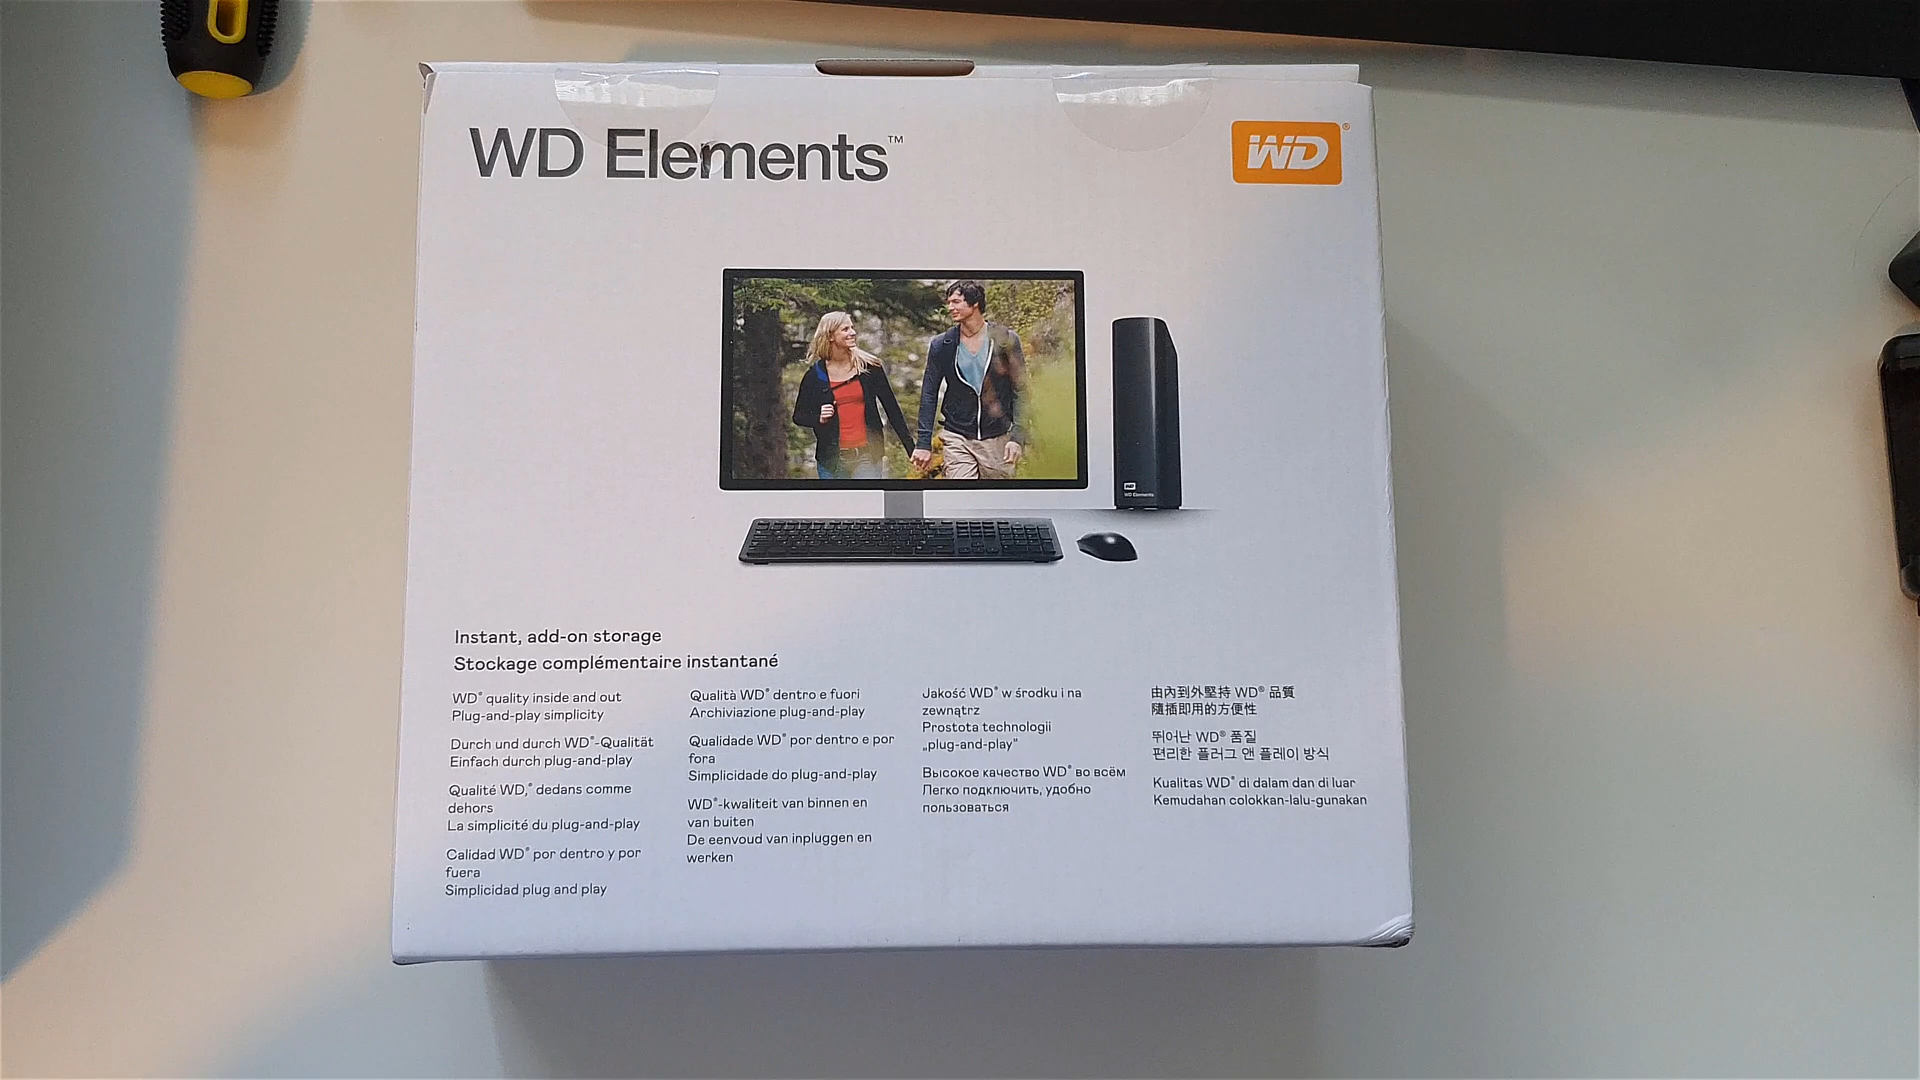 WD Elements™
WD®
WD
WD Elements
Instant, add-on storage
Stockage complémentaire instantané
WD® quality inside and out
Plug-and-play simplicity
Durch und durch WD®-Qualität
Einfach durch plug-and-play
Qualité WD,® dedans comme
dehors
La simplicité du plug-and-play
Calidad WD® por dentro y por
fuera
Simplicidad plug and play
Qualità WD® dentro e fuori
Archiviazione plug-and-play
Qualidade WD® por dentro e por
fora
Simplicidade do plug-and-play
WD®-kwaliteit van binnen en
van buiten
De eenvoud van inpluggen en
werken
Jakość WD® w środku i na
zewnątrz
Prostota technologii
„plug-and-play”
Высокое качество WD® во всём
Легко подключить, удобно
пользоваться
由內到外堅持 WD® 品質
隨插即用的方便性
뛰어난 WD® 품질
편리한 플러그 앤 플레이 방식
Kualitas WD® di dalam dan di luar
Kemudahan colokkan-lalu-gunakan